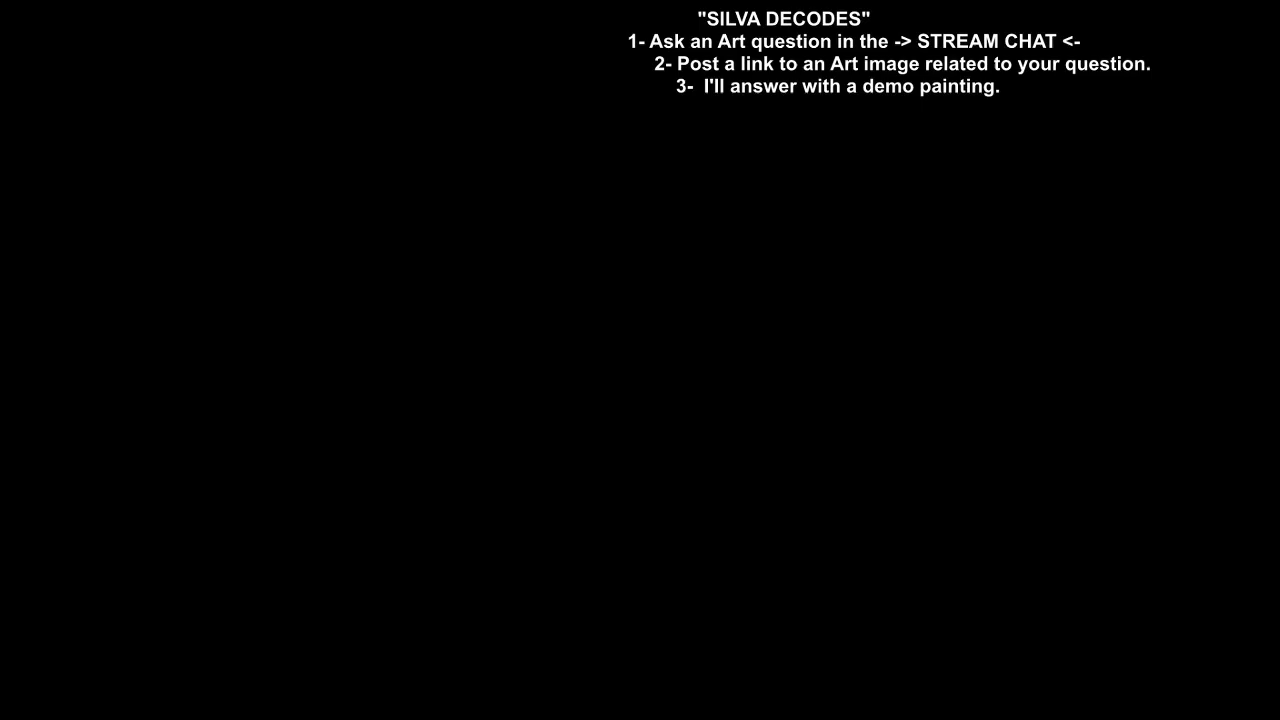 "SILVA DECODES"
1- Ask an Art question in the -> STREAM CHAT <-
2- Post a link to an Art image related to your question.
3- I'll answer with a demo painting.